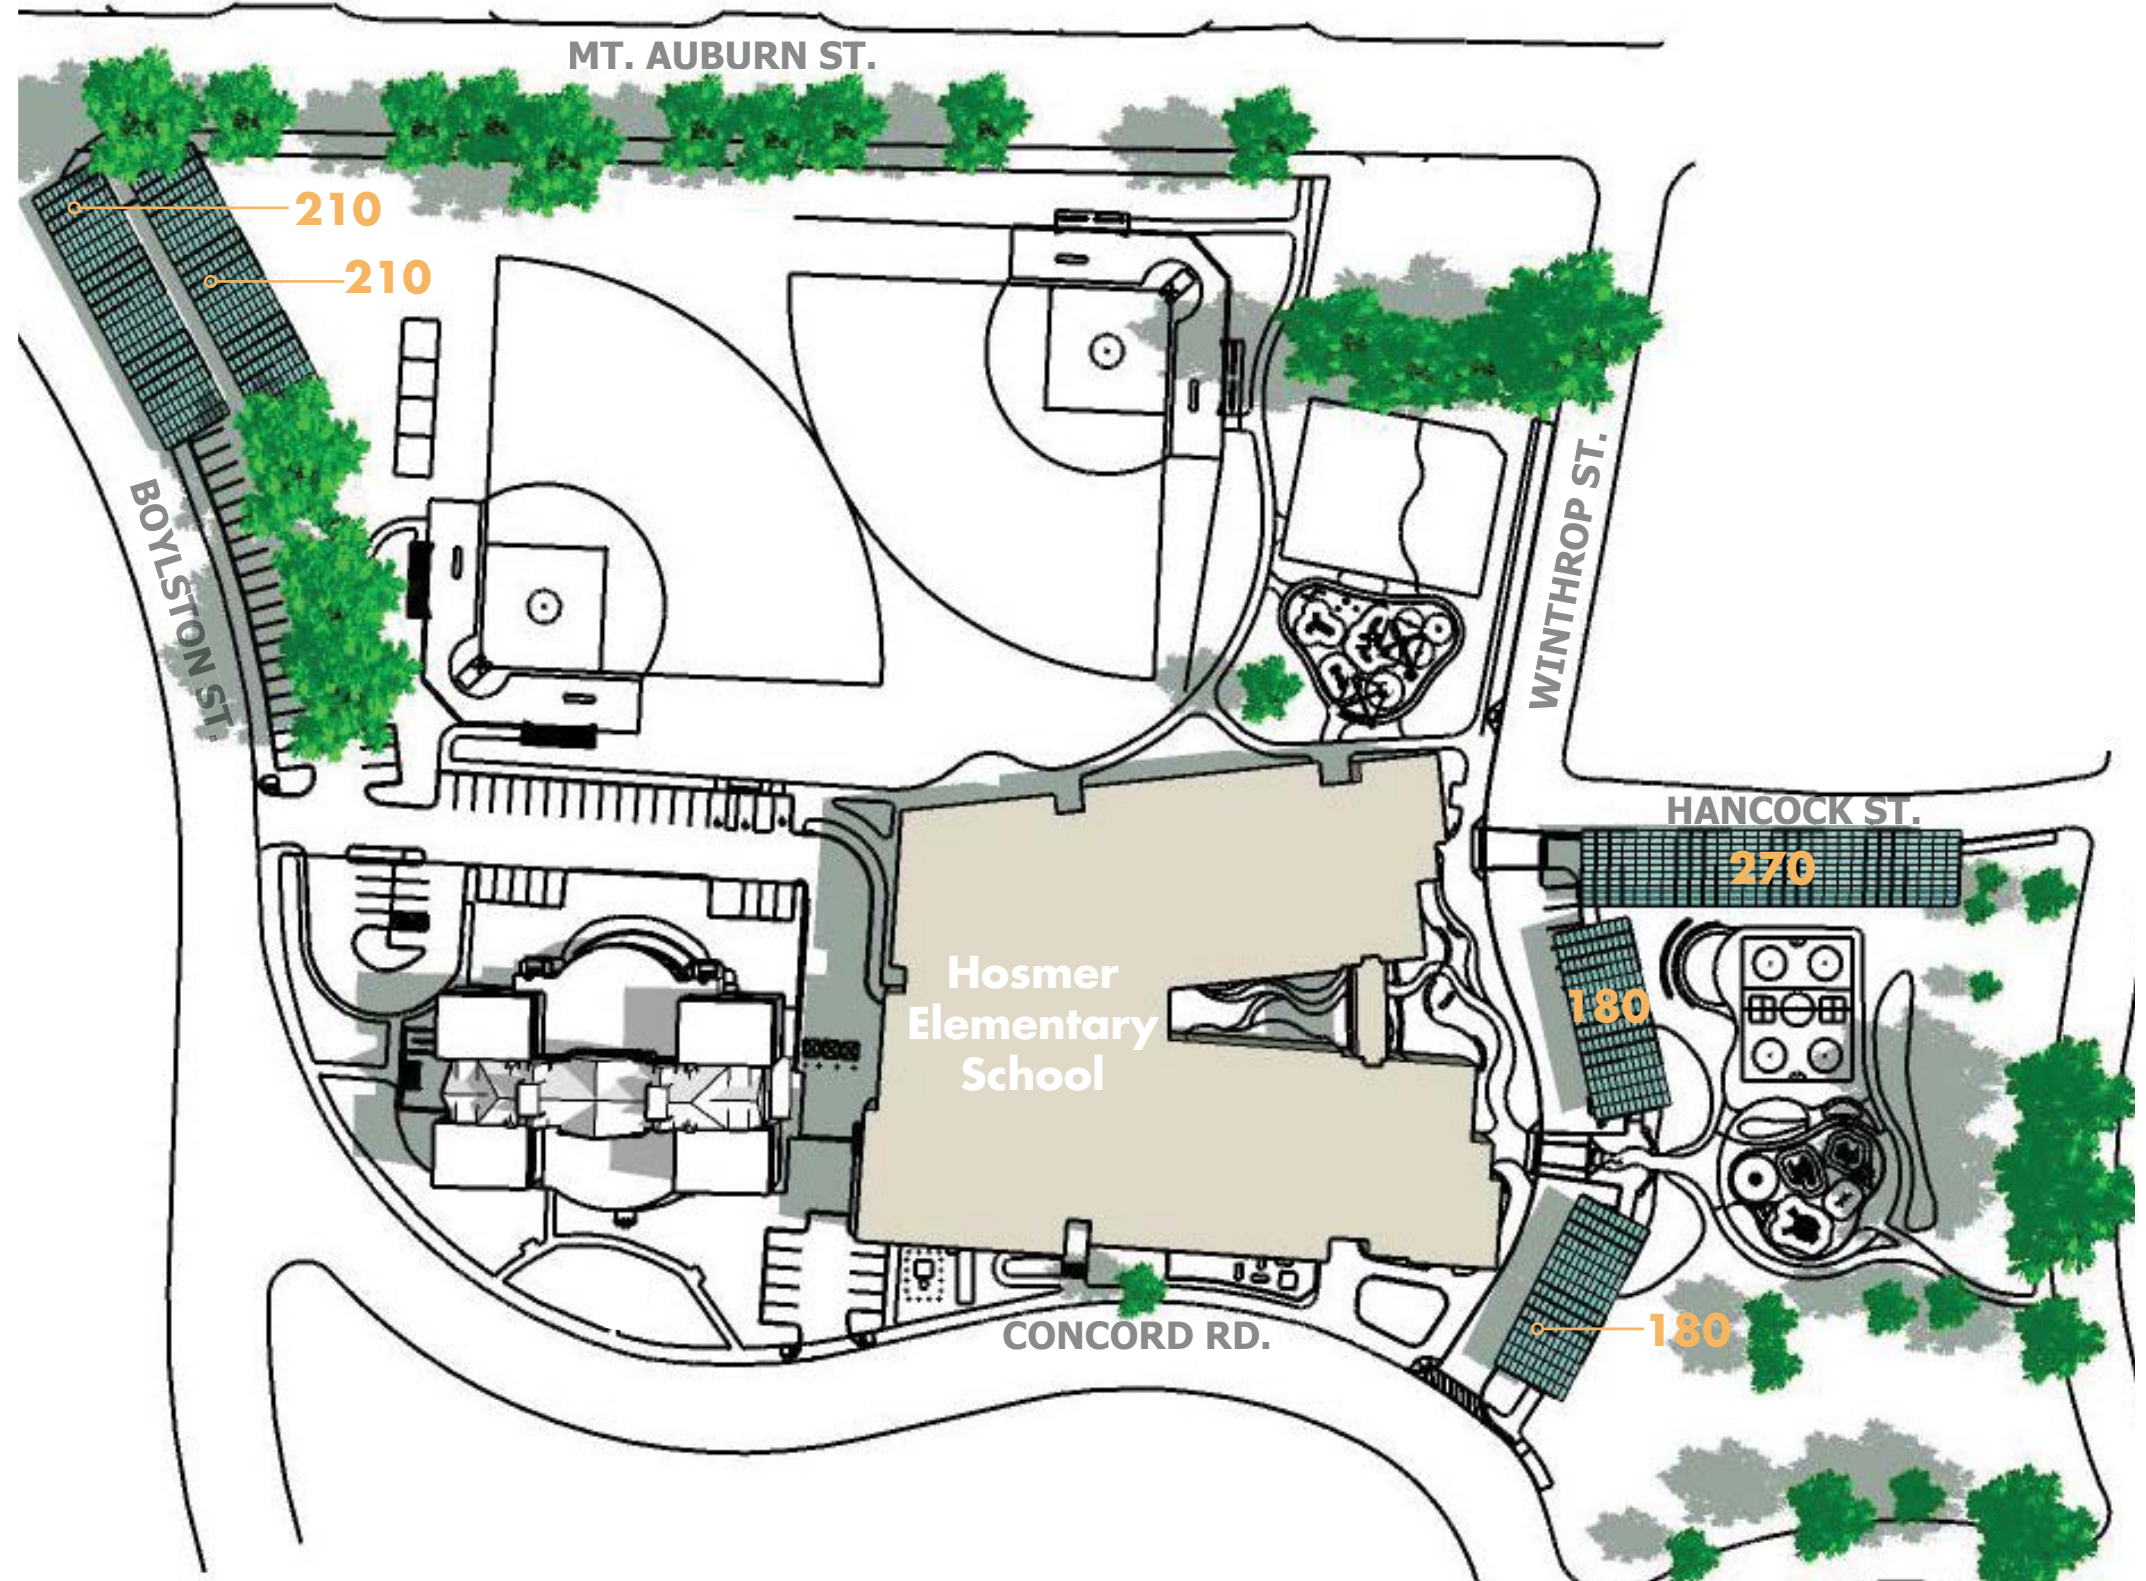 MT. AUBURN ST.
210
210
BOYLSTON ST.
WINTHROP ST.
HANCOCK ST.
270
Hosmer
Elementary
School
180
180
CONCORD RD.